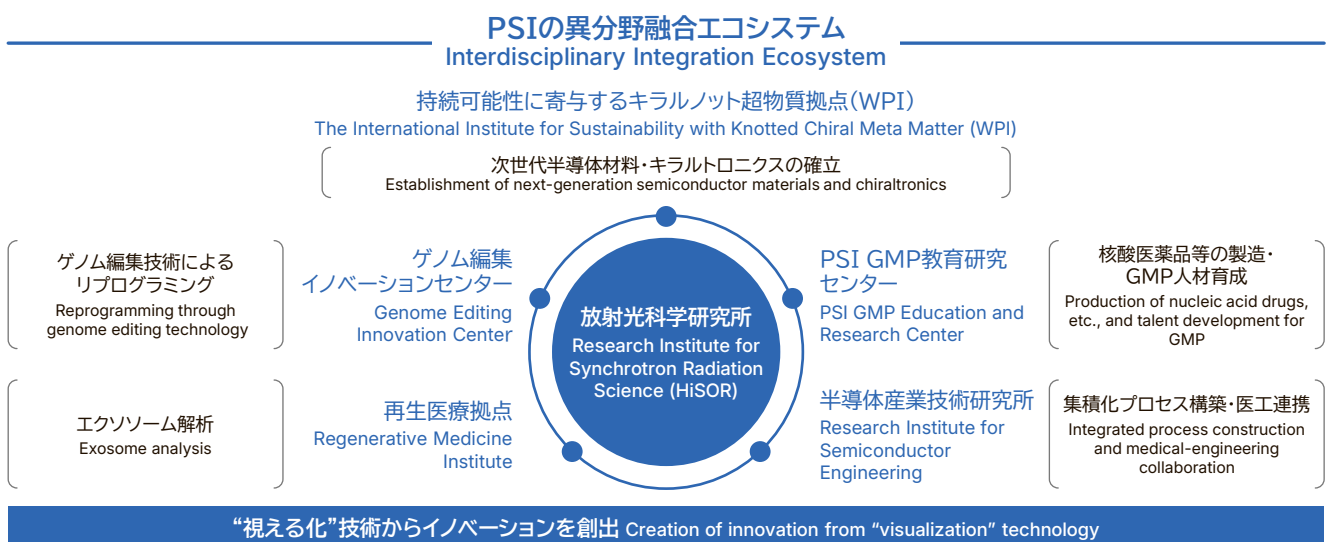 PSIの異分野融合エコシステム
Interdisciplinary Integration Ecosystem
持続可能性に寄与するキラルノット超物質拠点（WPI）
The International Institute for Sustainability with Knotted Chiral Meta Matter (WPI)
次世代半導体材料・キラルトロニクスの確立
Establishment of next-generation semiconductor materials and chiraltronics
ゲノム編集技術による
リプログラミング
Reprogramming through
genome editing technology
ゲノム編集
イノベーションセンター
Genome Editing
Innovation Center
放射光科学研究所
Research Institute for
Synchrotron Radiation
Science (HiSOR)
PSI GMP教育研究
センター
PSI GMP Education and
Research Center
核酸医薬品等の製造・
GMP人材育成
Production of nucleic acid drugs,
etc., and talent development for
GMP
エクソソーム解析
Exosome analysis
再生医療拠点
Regenerative Medicine
Institute
半導体産業技術研究所
Research Institute for
Semiconductor
Engineering
集積化プロセス構築・医工連携
Integrated process construction
and medical-engineering
collaboration
“視える化”技術からイノベーションを創出 Creation of innovation from “visualization” technology